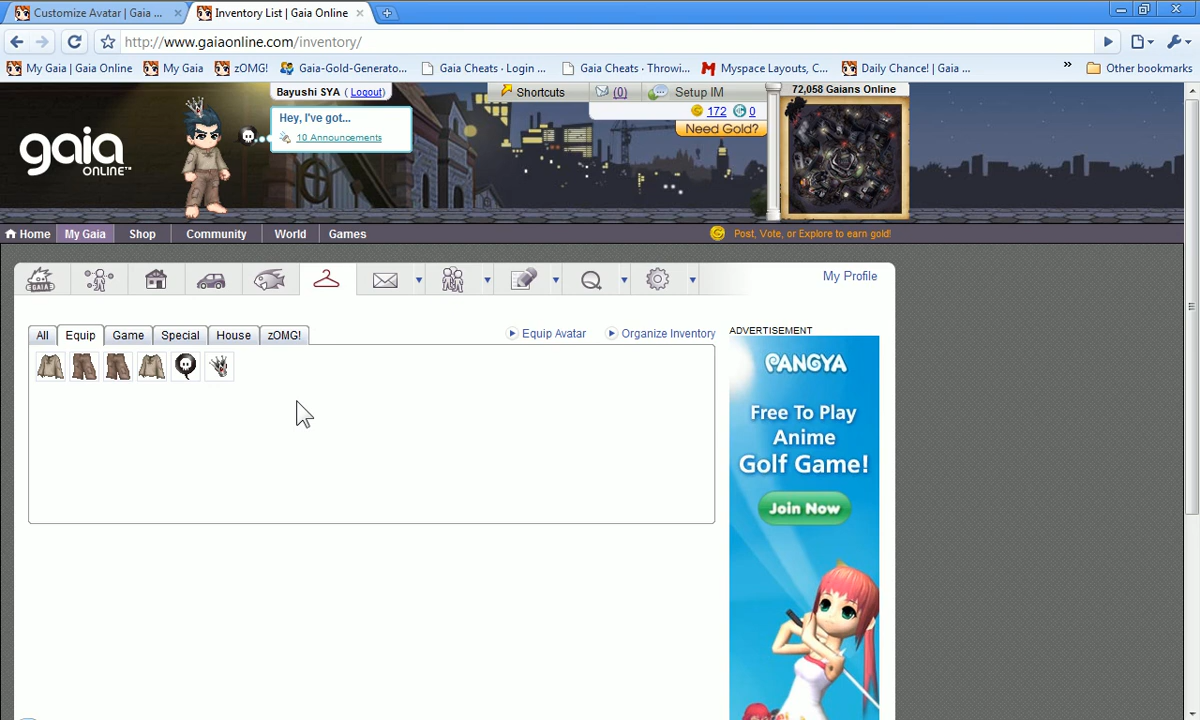 Customize Avatar | Gaia ...
Inventory List | Gaia Online
http://www.gaiaonline.com/inventory/
My Gaia | Gaia Online
My Gaia
zOMG!
Gaia-Gold-Generato...
Gaia Cheats · Login ...
Gaia Cheats · Throwi...
Myspace Layouts, C...
Daily Chance! | Gaia ...
»
Other bookmarks
gaia
ONLINE™
Bayushi SYA ( Logout)
Hey, I've got...
10 Announcements
Shortcuts
(0)
Setup IM
172
0
Need Gold?
72,058 Gaians Online
Home
My Gaia
Shop
Community
World
Games
Post, Vote, or Explore to earn gold!
GAIA
My Profile
All
Equip
Game
Special
House
zOMG!
Equip Avatar
Organize Inventory
ADVERTISEMENT
PANGYA
Free To Play
Anime
Golf Game!
Join Now